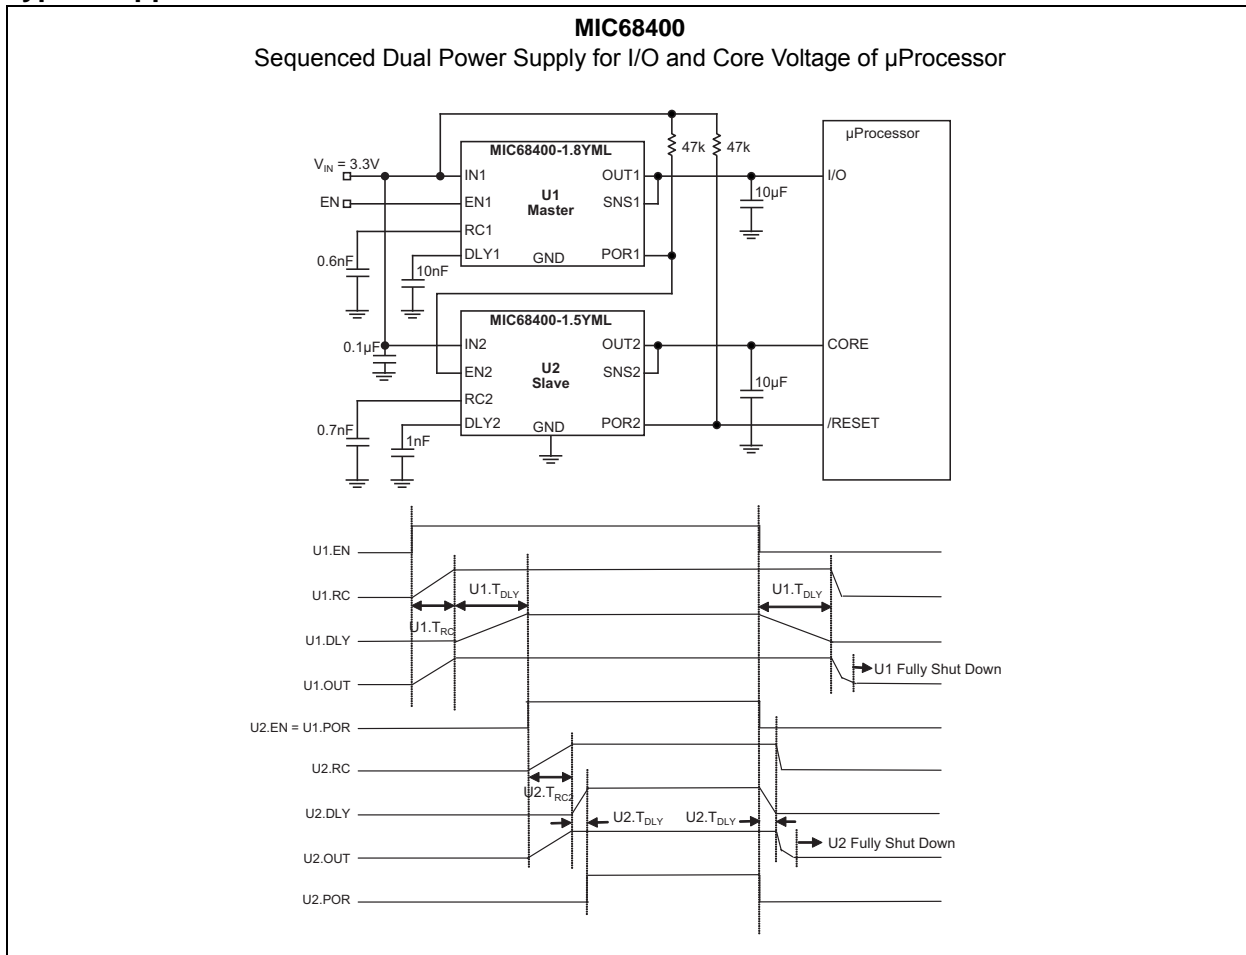 MIC68400
Sequenced Dual Power Supply for I/O and Core Voltage of µProcessor
µProcessor
47k
47k
MIC68400-1.8YML
V_IN = 3.3V
IN1
OUT1
I/O
U1
Master
10µF
EN
EN1
SNS1
RC1
DLY1
GND
POR1
0.6nF
10nF
MIC68400-1.5YML
0.1µF
IN2
OUT2
CORE
U2
Slave
EN2
SNS2
10µF
RC2
DLY2
GND
POR2
/RESET
0.7nF
1nF
U1.EN
U1.RC
U1.T_DLY
U1.T_DLY
U1.T_RC
U1.DLY
U1 Fully Shut Down
U1.OUT
U2.EN = U1.POR
U2.RC
U2.T_RC2
U2.DLY
U2.T_DLY
U2.T_DLY
U2 Fully Shut Down
U2.OUT
U2.POR